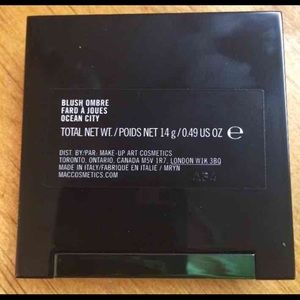 BLUSH OMBRE
FARD À JOUES
OCEAN CITY
TOTAL NET WT. / POIDS NET 14 g / 0.49 US OZ ℮
DIST. BY/PAR. MAKE-UP ART COSMETICS
TORONTO, ONTARIO, CANADA M5V 1R7, LONDON W1K 3BQ
MADE IN ITALY/FABRIQUÉ EN ITALIE / MRYN
MACCOSMETICS.COM